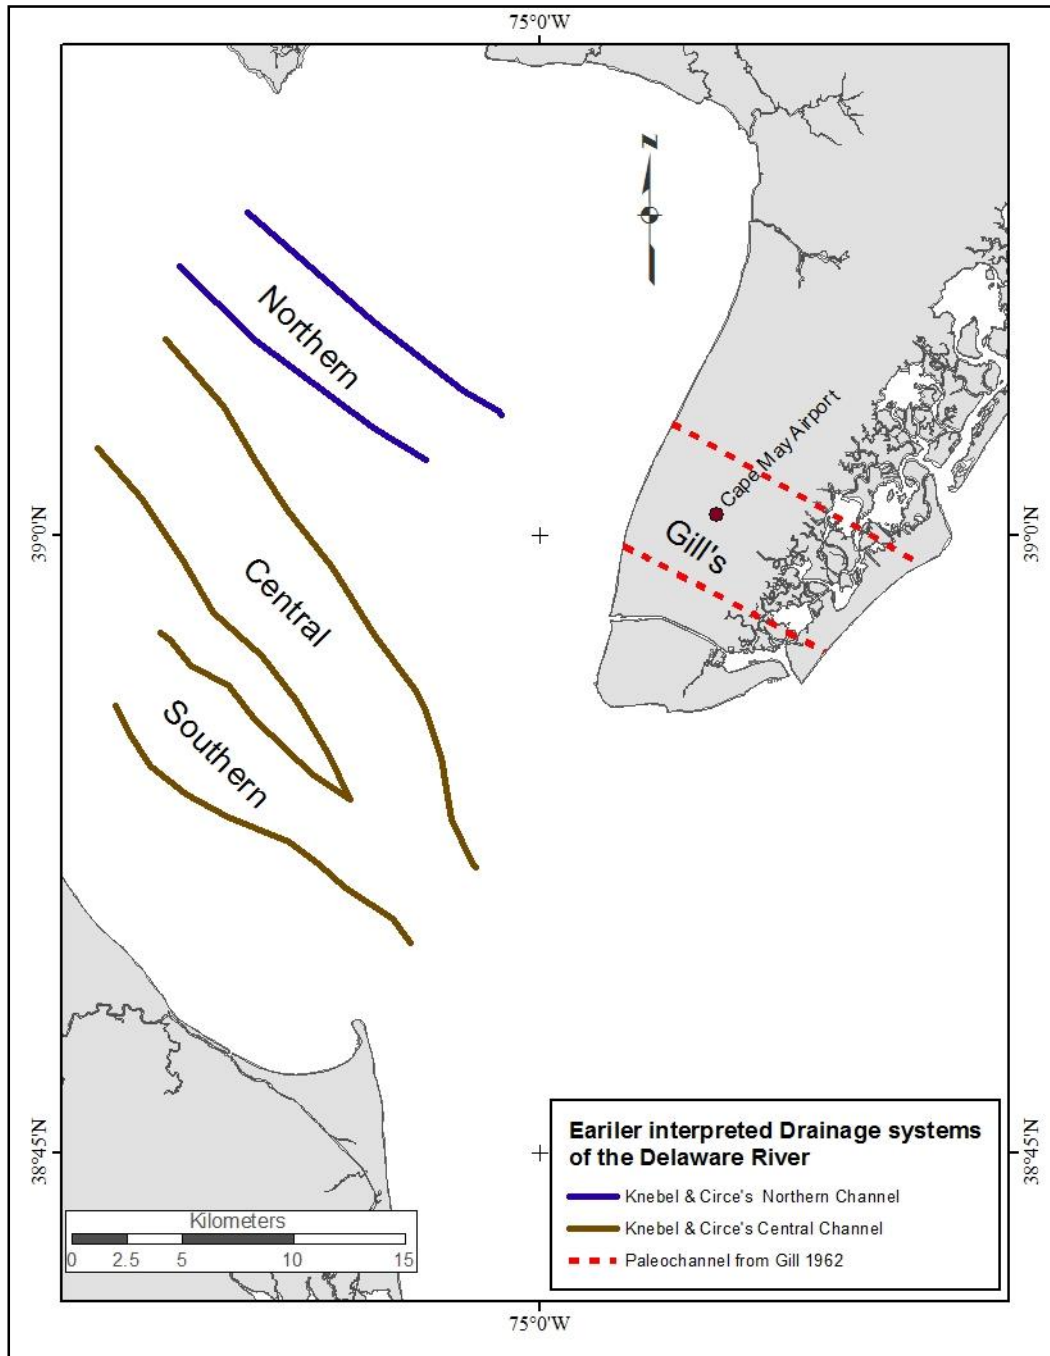 75°0'W
N
Northern
Cape May Airport
39°0'N
Gill's
39°0'N
Central
Southern
38°45'N
38°45'N
Eariler interpreted Drainage systems
of the Delaware River
Knebel & Circe's Northern Channel
Knebel & Circe's Central Channel
Paleochannel from Gill 1962
Kilometers
0 2.5 5 10 15
75°0'W